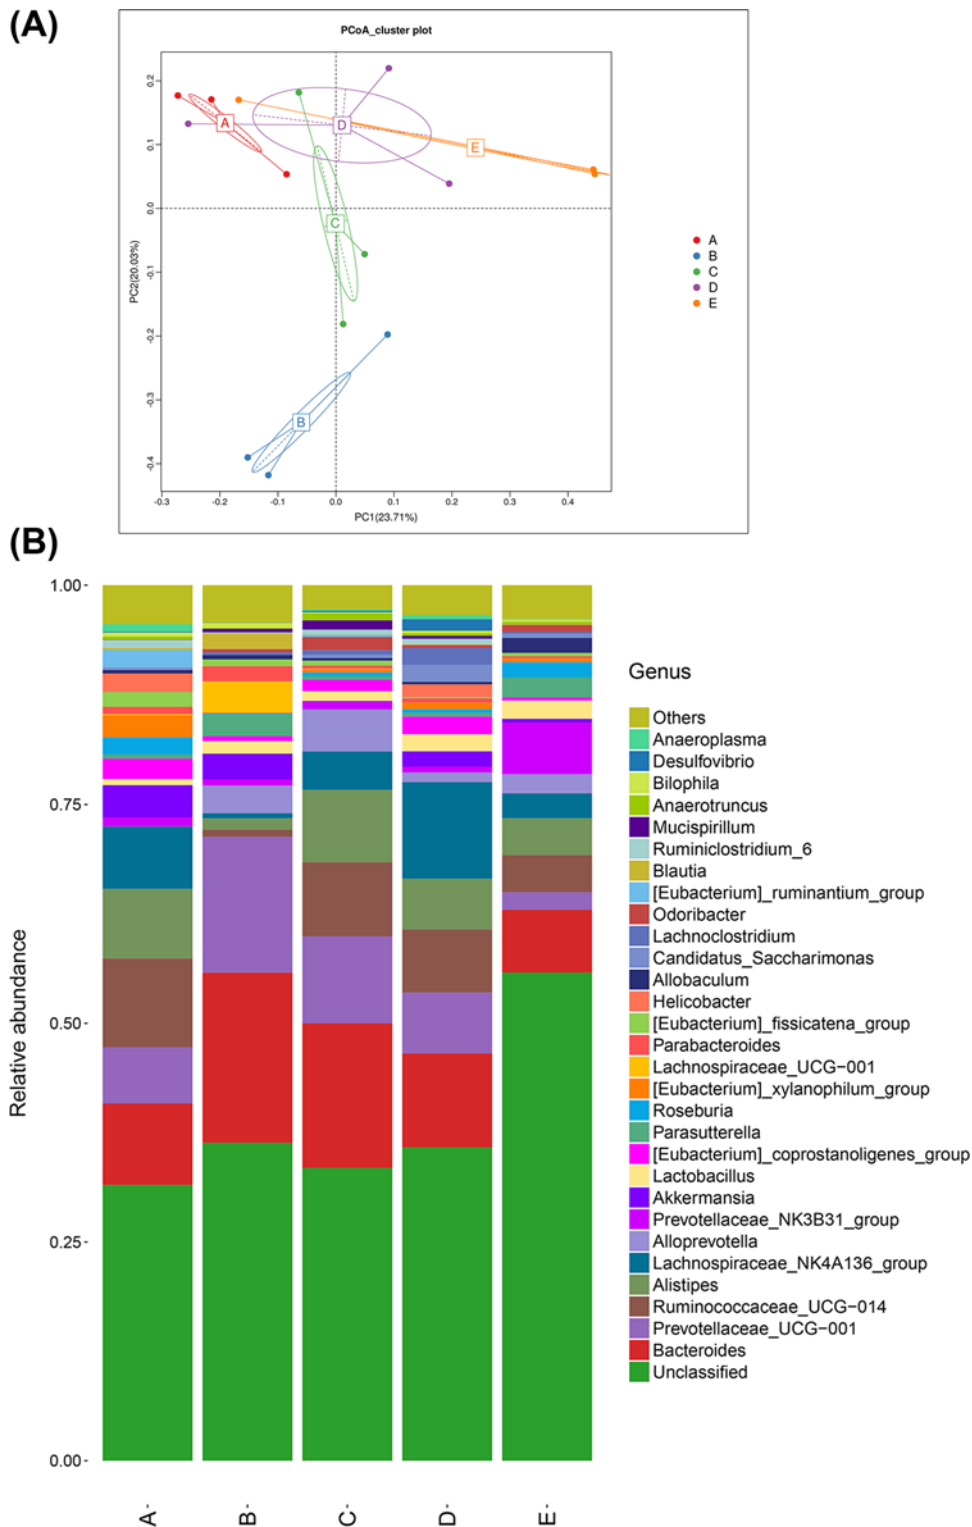 (A)
PCoA_cluster plot
0.2
0.1
0.0
-0.1
-0.2
-0.3
-0.4
PC2(20.03%)
A
D
E
C
B
-0.3
-0.2
-0.1
0.0
0.1
0.2
0.3
0.4
PC1(23.71%)
A
B
C
D
E
(B)
1.00
0.75
0.50
0.25
0.00
Relative abundance
A
B
C
D
E
Genus
Others
Anaeroplasma
Desulfovibrio
Bilophila
Anaerotruncus
Mucispirillum
Ruminiclostridium_6
Blautia
[Eubacterium]_ruminantium_group
Odoribacter
Lachnoclostridium
Candidatus_Saccharimonas
Allobaculum
Helicobacter
[Eubacterium]_fissicatena_group
Parabacteroides
Lachnospiraceae_UCG−001
[Eubacterium]_xylanophilum_group
Roseburia
Parasutterella
[Eubacterium]_coprostanoligenes_group
Lactobacillus
Akkermansia
Prevotellaceae_NK3B31_group
Alloprevotella
Lachnospiraceae_NK4A136_group
Alistipes
Ruminococcaceae_UCG−014
Prevotellaceae_UCG−001
Bacteroides
Unclassified